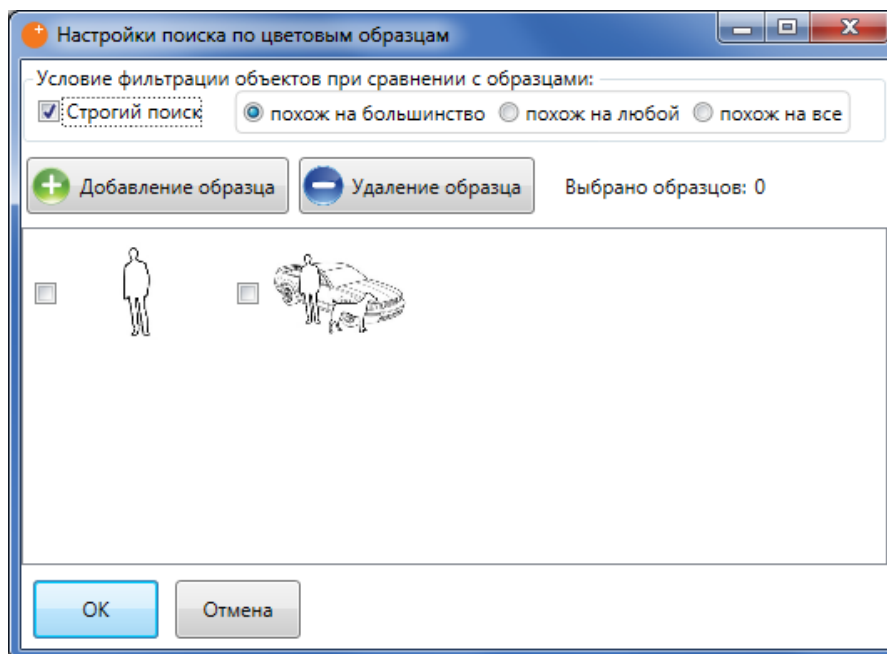 Настройки поиска по цветовым образцам
Условие фильтрации объектов при сравнении с образцами:
Строгий поиск похож на большинство похож на любой похож на все
Добавление образца Удаление образца Выбрано образцов: 0
OK Отмена